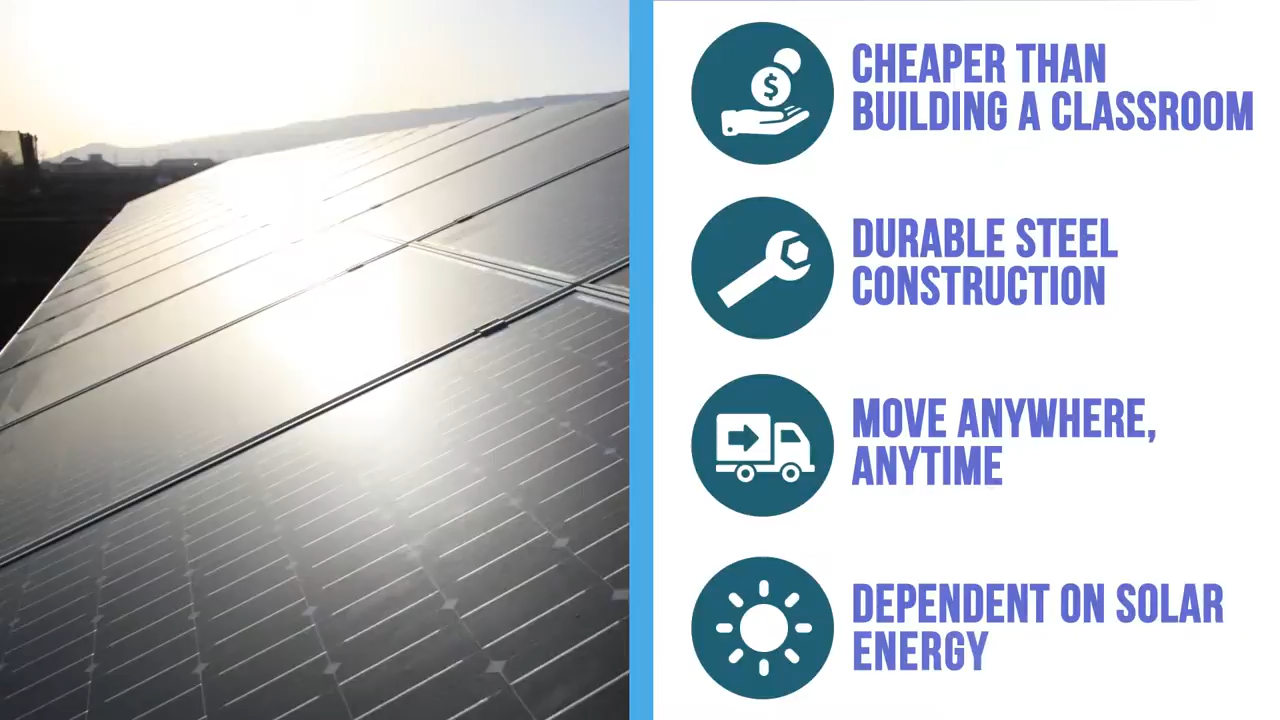 CHEAPER THAN
BUILDING A CLASSROOM
DURABLE STEEL
CONSTRUCTION
MOVE ANYWHERE,
ANYTIME
DEPENDENT ON SOLAR
ENERGY